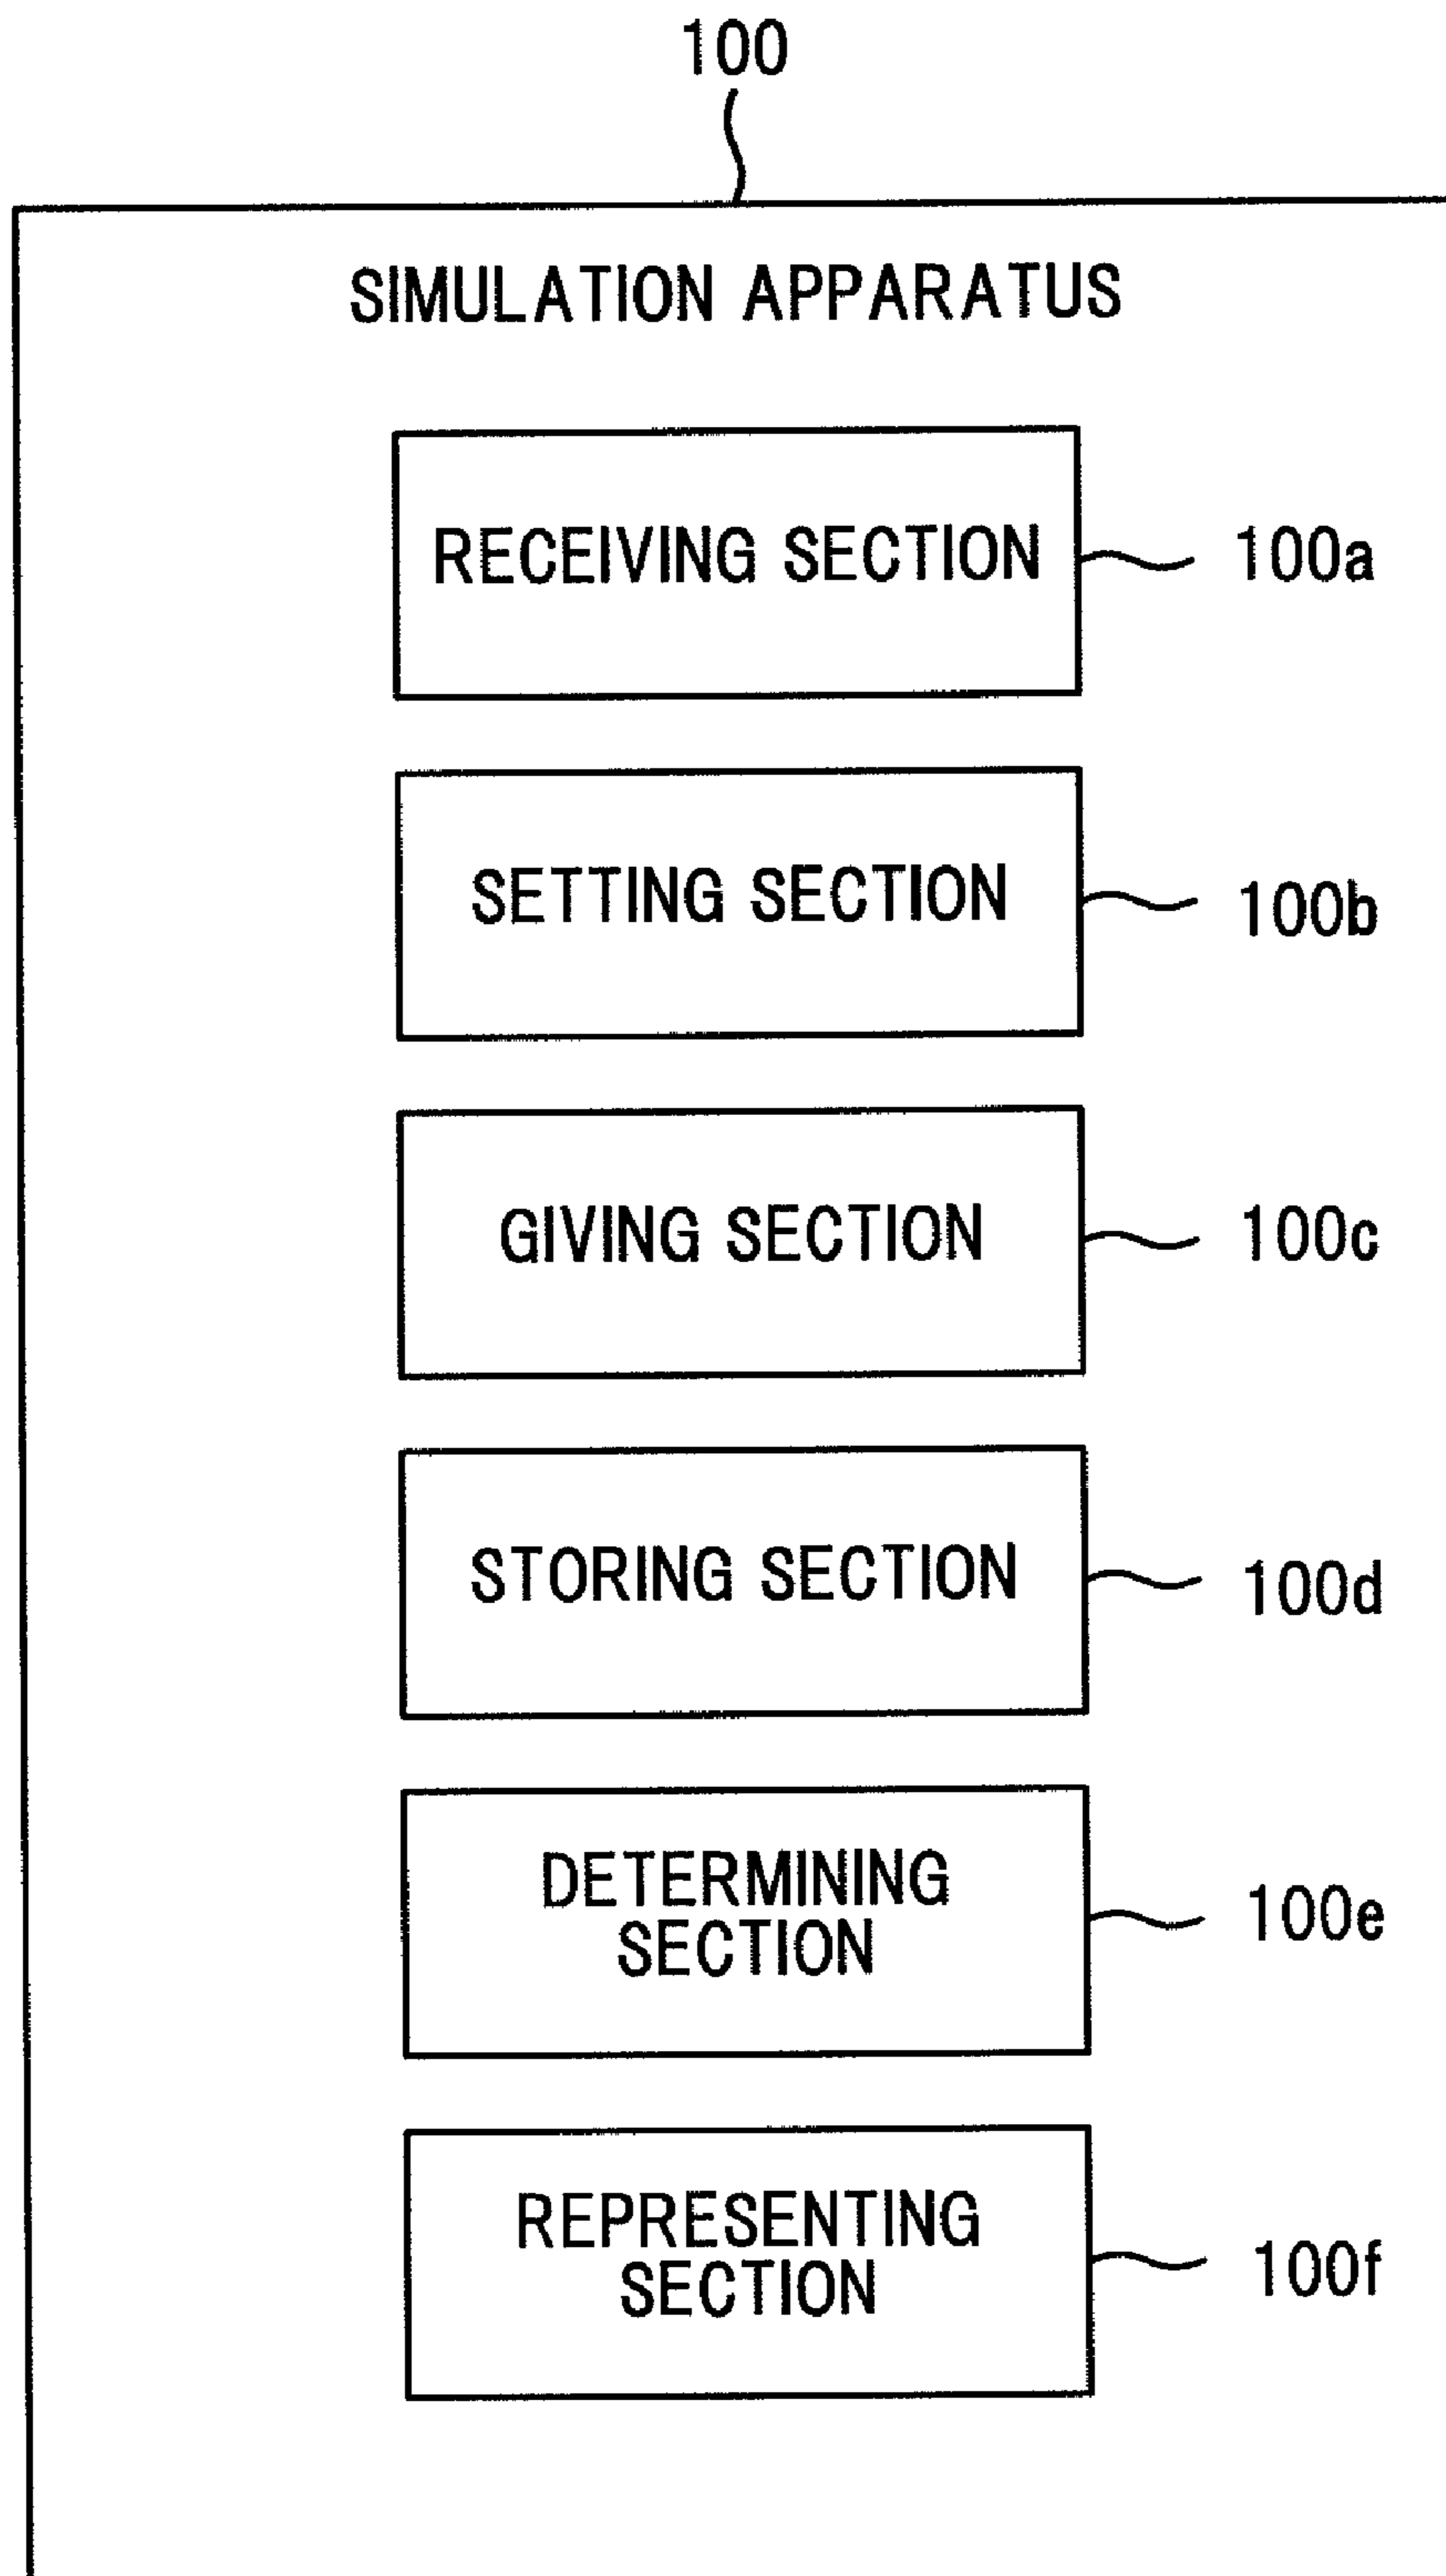 100
SIMULATION APPARATUS
RECEIVING SECTION
100a
SETTING SECTION
100b
GIVING SECTION
100c
STORING SECTION
100d
DETERMINING
SECTION
100e
REPRESENTING
SECTION
100f